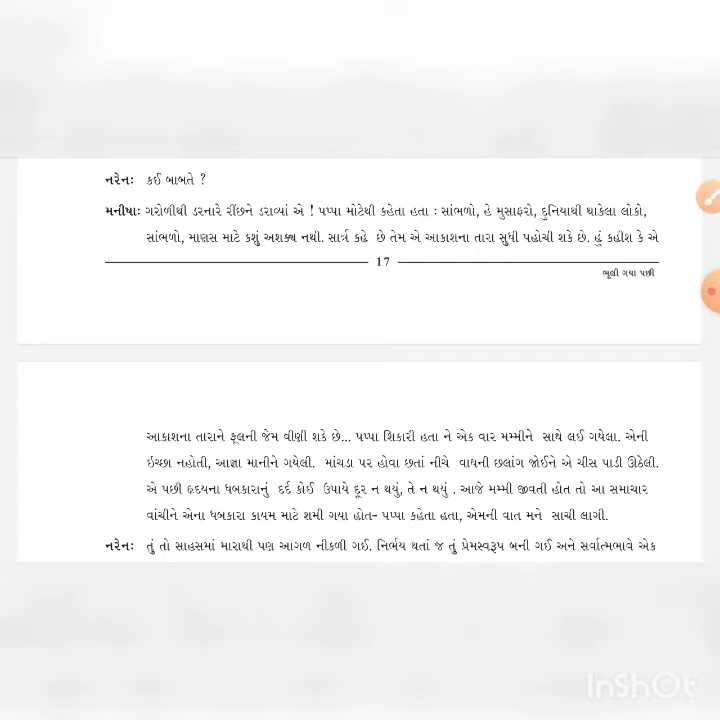 નરેનઃ કઈ બાબતે ?
મનીષાઃ ગરોળીથી ડરનારે રીંછને ડરાવ્યાં એ ! પપ્પા મોટેથી કહેતા હતા : સાંભળો, હે મુસાફરો, દુનિયાથી થાકેલા લોકો,
સાંભળો, માણસ માટે કશું અશક્ય નથી. સાર્ત્ર કહે છે તેમ એ આકાશના તારા સુધી પહોચી શકે છે. હું કહીશ કે એ
17
ભૂલી ગયા પછી
આકાશના તારાને ફૂલની જેમ વીણી શકે છે... પપ્પા શિકારી હતા ને એક વાર મમ્મીને સાથે લઈ ગયેલા. એની
ઇચ્છા નહોતી, આજ્ઞા માનીને ગયેલી. માંચડા પર હોવા છતાં નીચે વાઘની છલાંગ જોઈને એ ચીસ પાડી ઊઠેલી.
એ પછી હૃદયના ધબકારાનું દર્દ કોઈ ઉપાયે દૂર ન થયું, તે ન થયું . આજે મમ્મી જીવતી હોત તો આ સમાચાર
વાંચીને એના ધબકારા કાયમ માટે શમી ગયા હોત– પપ્પા કહેતા હતા, એમની વાત મને સાચી લાગી.
નરેનઃ તું તો સાહસમાં મારાથી પણ આગળ નીકળી ગઈ. નિર્ભય થતાં જ તું પ્રેમસ્વરૂપ બની ગઈ અને સર્વાત્મભાવે એક
InShOt